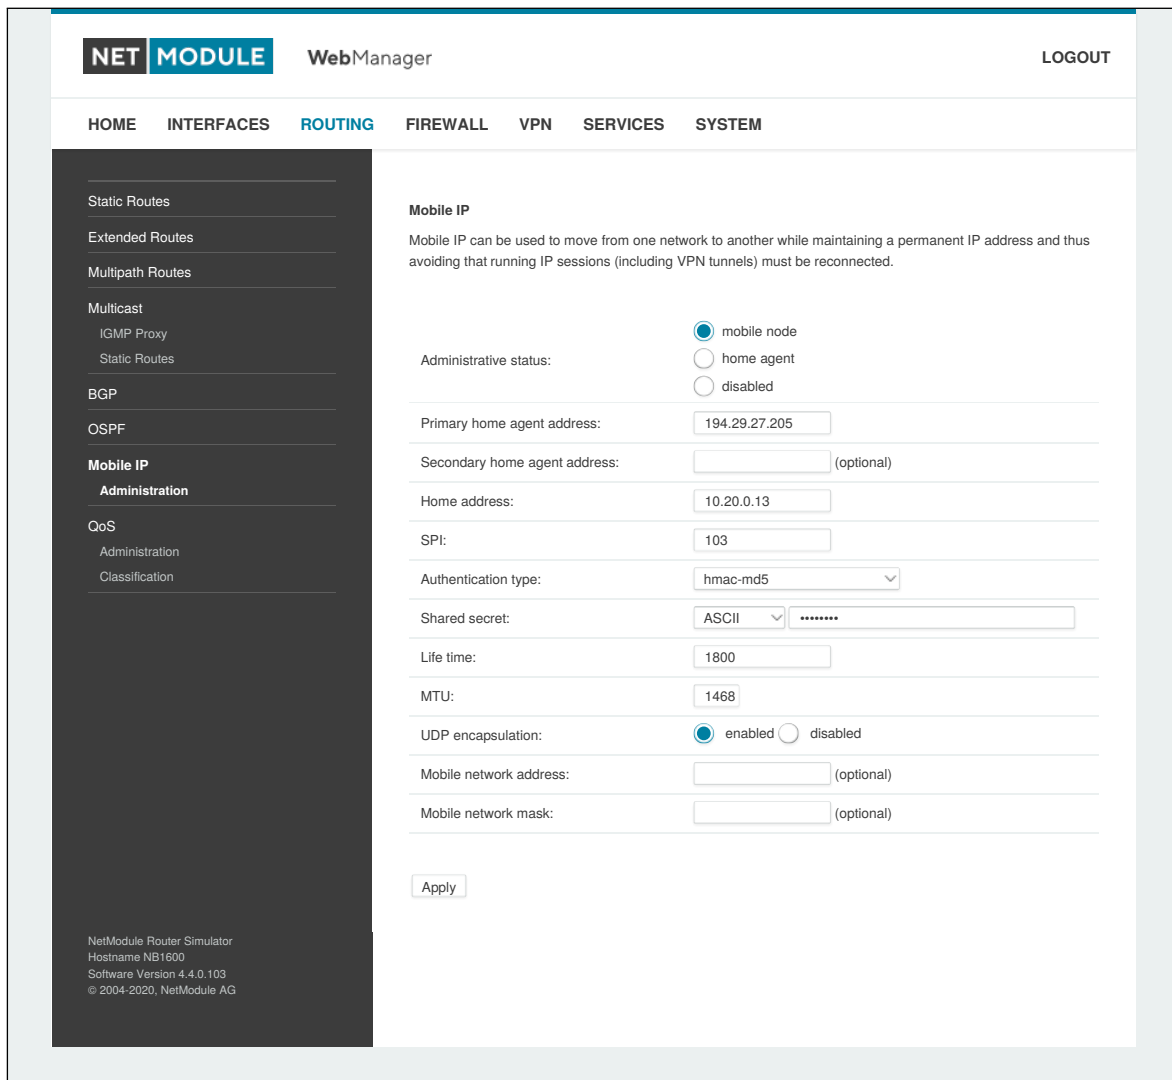 NET MODULE WebManager LOGOUT
HOME INTERFACES ROUTING FIREWALL VPN SERVICES SYSTEM
Static Routes
Extended Routes
Multipath Routes
Multicast
IGMP Proxy
Static Routes
BGP
OSPF
Mobile IP
Administration
QoS
Administration
Classification
NetModule Router Simulator
Hostname NB1600
Software Version 4.4.0.103
© 2004-2020, NetModule AG
Mobile IP
Mobile IP can be used to move from one network to another while maintaining a permanent IP address and thus
avoiding that running IP sessions (including VPN tunnels) must be reconnected.
Administrative status:
mobile node
home agent
disabled
Primary home agent address: 194.29.27.205
Secondary home agent address: (optional)
Home address: 10.20.0.13
SPI: 103
Authentication type: hmac-md5
Shared secret: ASCII ••••••••
Life time: 1800
MTU: 1468
UDP encapsulation: enabled disabled
Mobile network address: (optional)
Mobile network mask: (optional)
Apply